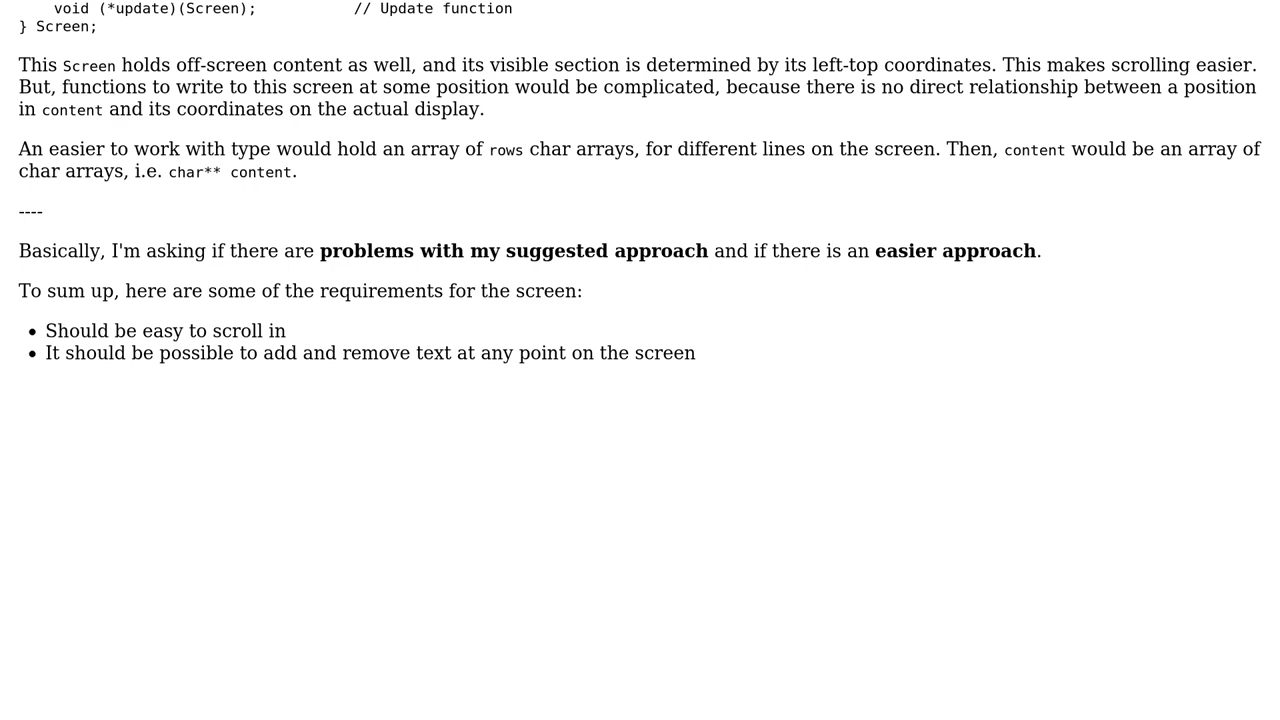 void (*update)(Screen);           // Update function
} Screen;
This Screen holds off-screen content as well, and its visible section is determined by its left-top coordinates. This makes scrolling easier.
But, functions to write to this screen at some position would be complicated, because there is no direct relationship between a position
in content and its coordinates on the actual display.
An easier to work with type would hold an array of rows char arrays, for different lines on the screen. Then, content would be an array of
char arrays, i.e. char** content.
----
Basically, I'm asking if there are problems with my suggested approach and if there is an easier approach.
To sum up, here are some of the requirements for the screen:
• Should be easy to scroll in
• It should be possible to add and remove text at any point on the screen